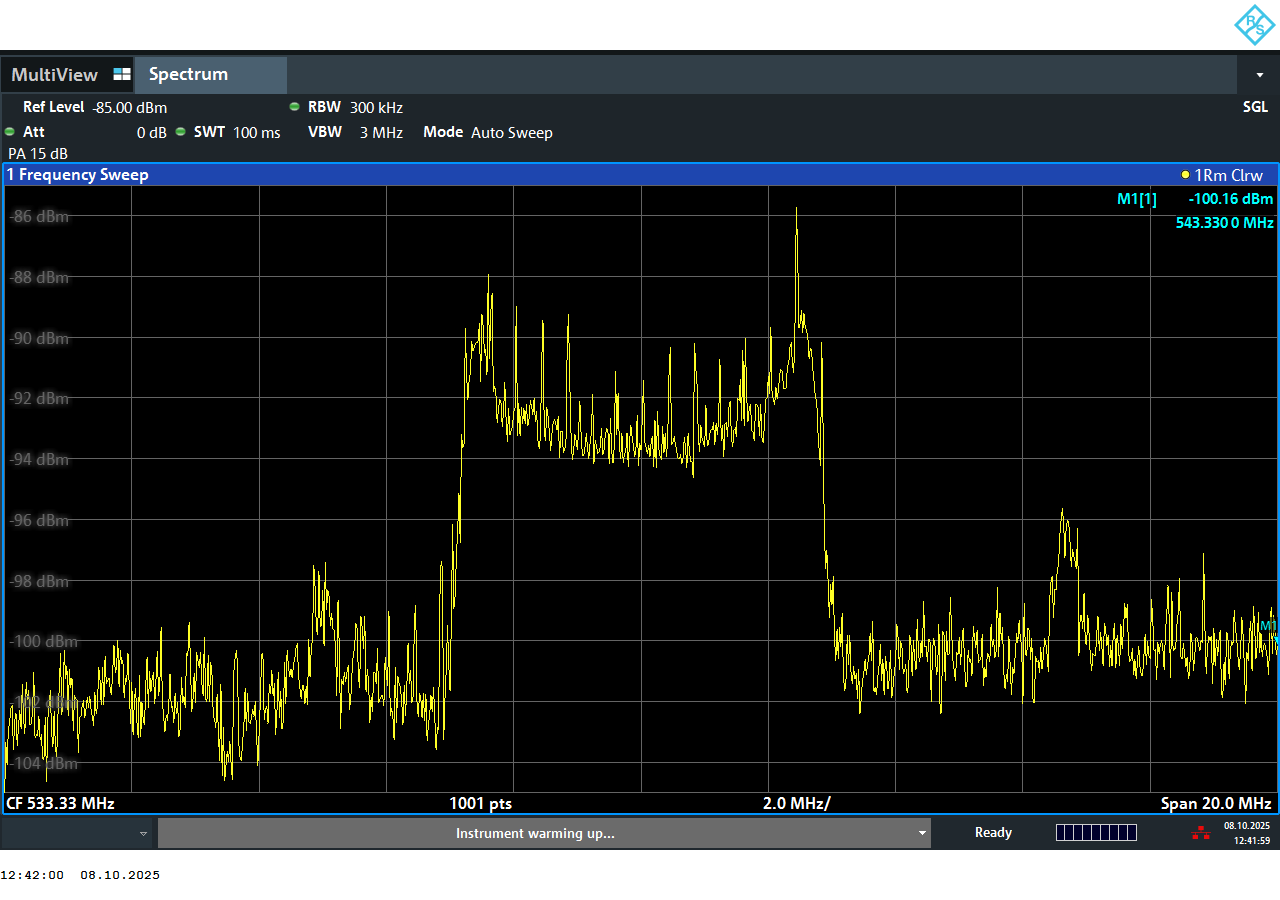 R S
MultiView Spectrum
Ref Level -85.00 dBm RBW 300 kHz SGL
Att 0 dB SWT 100 ms VBW 3 MHz Mode Auto Sweep
PA 15 dB
1 Frequency Sweep 1Rm Clrw
M1[1] -100.16 dBm
543.330 0 MHz
-86 dBm
-88 dBm
-90 dBm
-92 dBm
-94 dBm
-96 dBm
-98 dBm
M1
-100 dBm
-102 dBm
-104 dBm
CF 533.33 MHz 1001 pts 2.0 MHz/ Span 20.0 MHz
Instrument warming up... Ready 08.10.2025
12:41:59
12:42:00 08.10.2025